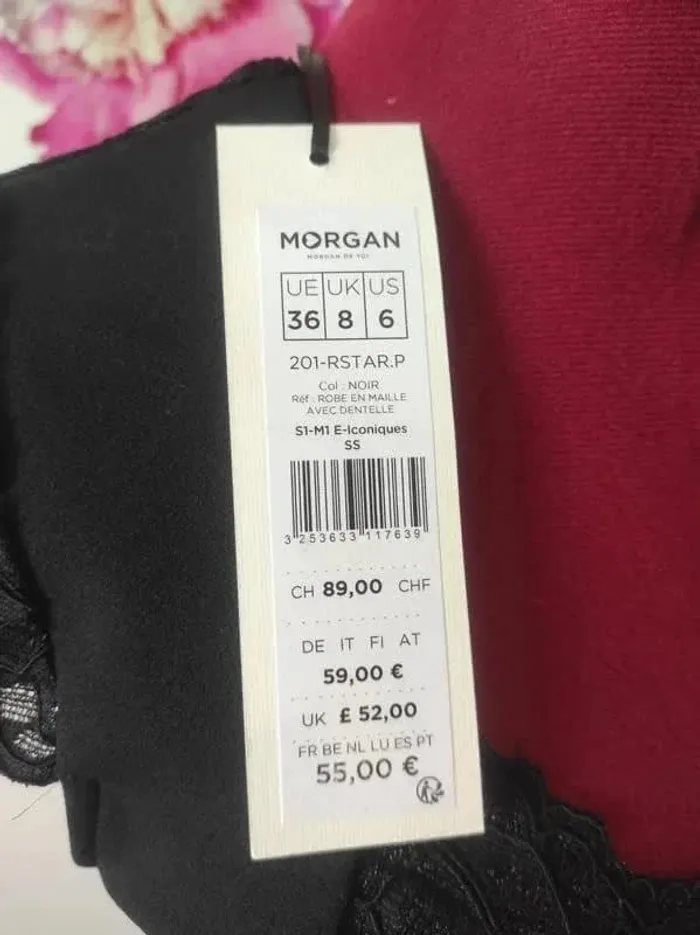 MORGAN
MORGAN DE TOI
UE UK US
36 8 6
201-RSTAR.P
Col : NOIR
Réf : ROBE EN MAILLE
AVEC DENTELLE
S1-M1 E-Iconiques
SS
3 253633 117639
CH 89,00 CHF
DE IT FI AT
59,00 €
UK £ 52,00
FR BE NL LU ES PT
55,00 €